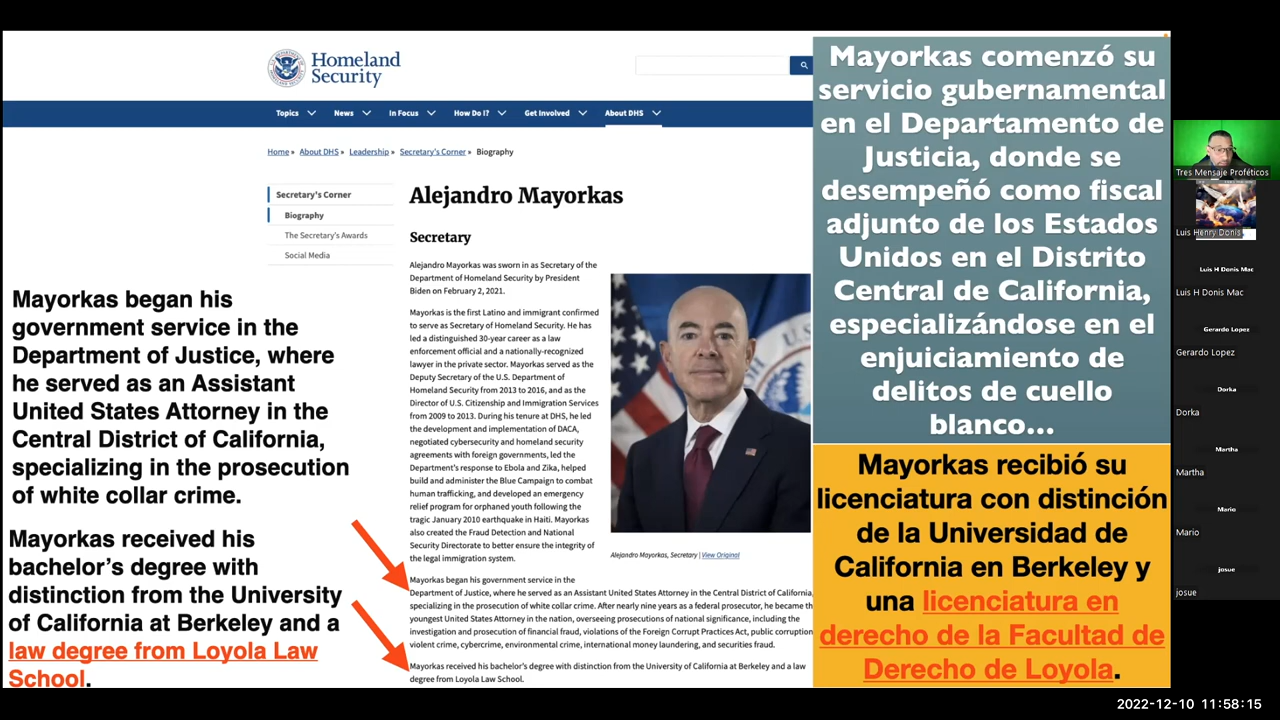 Homeland
Security
Topics
News
In Focus
How Do I?
Get Involved
About DHS
Home » About DHS » Leadership » Secretary's Corner » Biography
Secretary's Corner
Biography
The Secretary's Awards
Social Media
Alejandro Mayorkas
Secretary
Alejandro Mayorkas was sworn in as Secretary of the
Department of Homeland Security by President
Biden on February 2, 2021.
Mayorkas is the first Latino and immigrant confirmed
to serve as Secretary of Homeland Security. He has
led a distinguished 30-year career as a law
enforcement official and a nationally-recognized
lawyer in the private sector. Mayorkas served as the
Deputy Secretary of the U.S. Department of
Homeland Security from 2013 to 2016, and as the
Director of U.S. Citizenship and Immigration Services
from 2009 to 2013. During his tenure at DHS, he led
the development and implementation of DACA,
negotiated cybersecurity and homeland security
agreements with foreign governments, led the
Department's response to Ebola and Zika, helped
build and administer the Blue Campaign to combat
human trafficking, and developed an emergency
relief program for orphaned youth following the
tragic January 2010 earthquake in Haiti. Mayorkas
also created the Fraud Detection and National
Security Directorate to better ensure the integrity of
the legal immigration system.
Alejandro Mayorkas, Secretary | View Original
Mayorkas began his government service in the
Department of Justice, where he served as an Assistant United States Attorney in the Central District of California,
specializing in the prosecution of white collar crime. After nearly nine years as a federal prosecutor, he became th
youngest United States Attorney in the nation, overseeing prosecutions of national significance, including the
investigation and prosecution of financial fraud, violations of the Foreign Corrupt Practices Act, public corruption
violent crime, cybercrime, environmental crime, international money laundering, and securities fraud.
Mayorkas received his bachelor's degree with distinction from the University of California at Berkeley and a law
degree from Loyola Law School.
Mayorkas began his
government service in the
Department of Justice, where
he served as an Assistant
United States Attorney in the
Central District of California,
specializing in the prosecution
of white collar crime.
Mayorkas received his
bachelor's degree with
distinction from the University
of California at Berkeley and a
law degree from Loyola Law
School.
Mayorkas comenzó su
servicio gubernamental
en el Departamento de
Justicia, donde se
desempeñó como fiscal
adjunto de los Estados
Unidos en el Distrito
Central de California,
especializándose en el
enjuiciamiento de
delitos de cuello
blanco...
Mayorkas recibió su
licenciatura con distinción
de la Universidad de
California en Berkeley y
una licenciatura en
derecho de la Facultad de
Derecho de Loyola.
Tres Mensaje Proféticos
Luis Henry Donis
Luis H Donis Mac
Luis H Donis Mac
Gerardo Lopez
Gerardo Lopez
Dorka
Dorka
Martha
Martha
Mario
Mario
josue
josue
2022-12-10 11:58:15